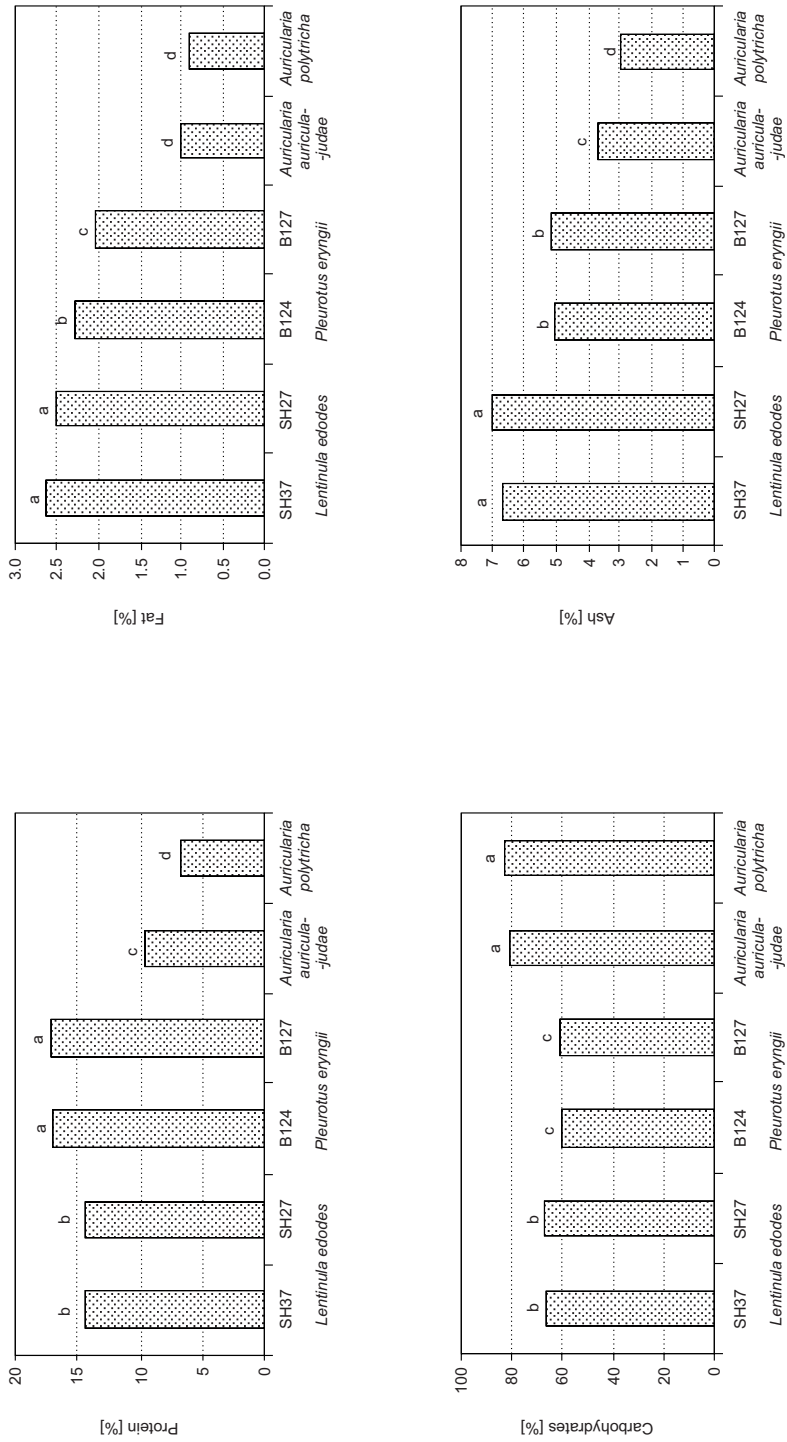 20
15
10
5
0
Protein [%]
b
b
a
a
c
d
SH37
SH27
B124
B127
Auricularia
auricula-
-judae
Auricularia
polytricha
Lentinula edodes
Pleurotus eryngii
3.0
2.5
2.0
1.5
1.0
0.5
0.0
Fat [%]
a
a
b
c
d
d
SH37
SH27
B124
B127
Auricularia
auricula-
-judae
Auricularia
polytricha
Lentinula edodes
Pleurotus eryngii
100
80
60
40
20
0
Carbohydrates [%]
b
b
c
c
a
a
SH37
SH27
B124
B127
Auricularia
auricula-
-judae
Auricularia
polytricha
Lentinula edodes
Pleurotus eryngii
8
7
6
5
4
3
2
1
0
Ash [%]
a
a
b
b
c
d
SH37
SH27
B124
B127
Auricularia
auricula-
-judae
Auricularia
polytricha
Lentinula edodes
Pleurotus eryngii